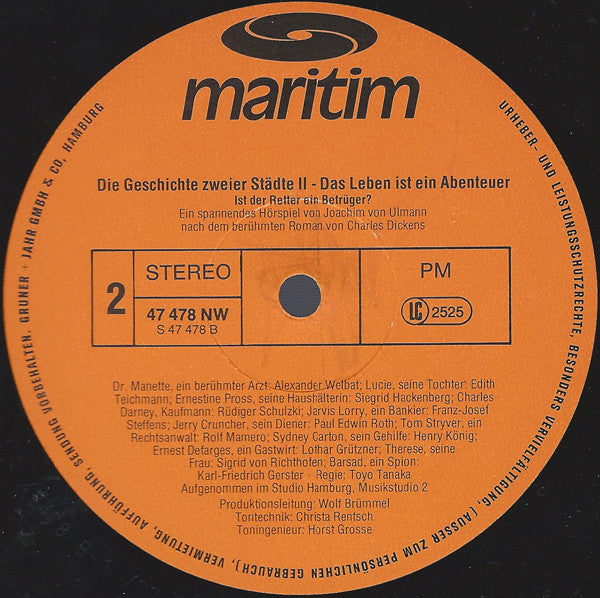 maritim
Die Geschichte zweier Städte II - Das Leben ist ein Abenteuer
Ist der Retter ein Betrüger?
Ein spannendes Hörspiel von Joachim von Ulmann
nach dem berühmten Roman von Charles Dickens
2
STEREO
47 478 NW
S 47 478 B
PM
LC 2525
Dr. Manette, ein berühmter Arzt: Alexander Welbat; Lucie, seine Tochter: Edith
Teichmann; Ernestine Pross, seine Haushälterin: Siegrid Hackenberg; Charles
Darney, Kaufmann: Rüdiger Schulzki; Jarvis Lorry, ein Bankier: Franz-Josef
Steffens; Jerry Cruncher, sein Diener: Paul Edwin Roth; Tom Stryver, ein
Rechtsanwalt: Rolf Mamero; Sydney Carton, sein Gehilfe: Henry König;
Ernest Defarges, ein Gastwirt: Lothar Grützner; Therese, seine
Frau: Sigrid von Richthofen; Barsad, ein Spion:
Karl-Friedrich Gerster · Regie: Toyo Tanaka
Aufgenommen im Studio Hamburg, Musikstudio 2
Produktionsleitung: Wolf Brümmel
Tontechnik: Christa Rentsch
Toningenieur: Horst Grosse
URHEBER- UND LEISTUNGSSCHUTZRECHTE, BESONDERS VERVIELFÄLTIGUNG, (AUSSER ZUM PERSÖNLICHEN GEBRAUCH), VERMIETUNG, AUFFÜHRUNG, SENDUNG VORBEHALTEN. GRUNER + JAHR GMBH & CO, HAMBURG